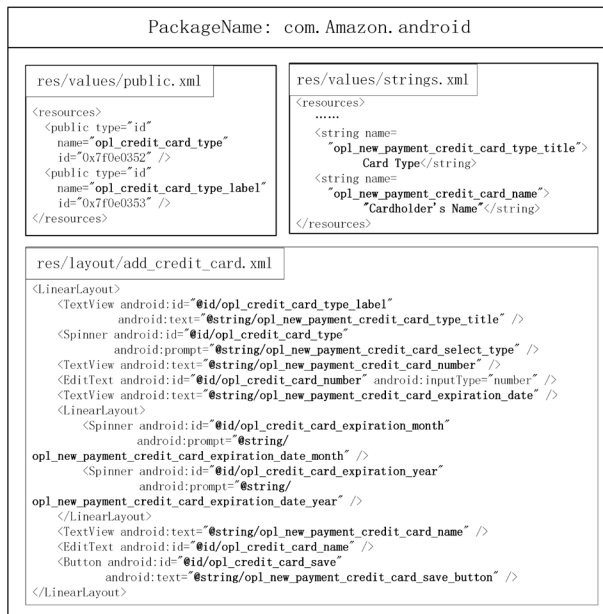 PackageName: com.Amazon.android
res/values/public.xml
<resources>
<public type="id"
name="opl_credit_card_type"
id="0x7f0e0352" />
<public type="id"
name="opl_credit_card_type_label"
id="0x7f0e0353" />
</resources>
res/values/strings.xml
<resources>
……
<string name=
"opl_new_payment_credit_card_type_title">
Card Type</string>
<string name=
"opl_new_payment_credit_card_name">
"Cardholder's Name"</string>
</resources>
res/layout/add_credit_card.xml
<LinearLayout>
<TextView android:id="@id/opl_credit_card_type_label"
android:text="@string/opl_new_payment_credit_card_type_title" />
<Spinner android:id="@id/opl_credit_card_type"
android:prompt="@string/opl_new_payment_credit_card_select_type" />
<TextView android:text="@string/opl_new_payment_credit_card_number" />
<EditText android:id="@id/opl_credit_card_number" android:inputType="number" />
<TextView android:text="@string/opl_new_payment_credit_card_expiration_date" />
<LinearLayout>
<Spinner android:id="@id/opl_credit_card_expiration_month"
android:prompt="@string/
opl_new_payment_credit_card_expiration_date_month" />
<Spinner android:id="@id/opl_credit_card_expiration_year"
android:prompt="@string/
opl_new_payment_credit_card_expiration_date_year" />
</LinearLayout>
<TextView android:text="@string/opl_new_payment_credit_card_name" />
<EditText android:id="@id/opl_credit_card_name" />
<Button android:id="@id/opl_credit_card_save"
android:text="@string/opl_new_payment_credit_card_save_button" />
</LinearLayout>